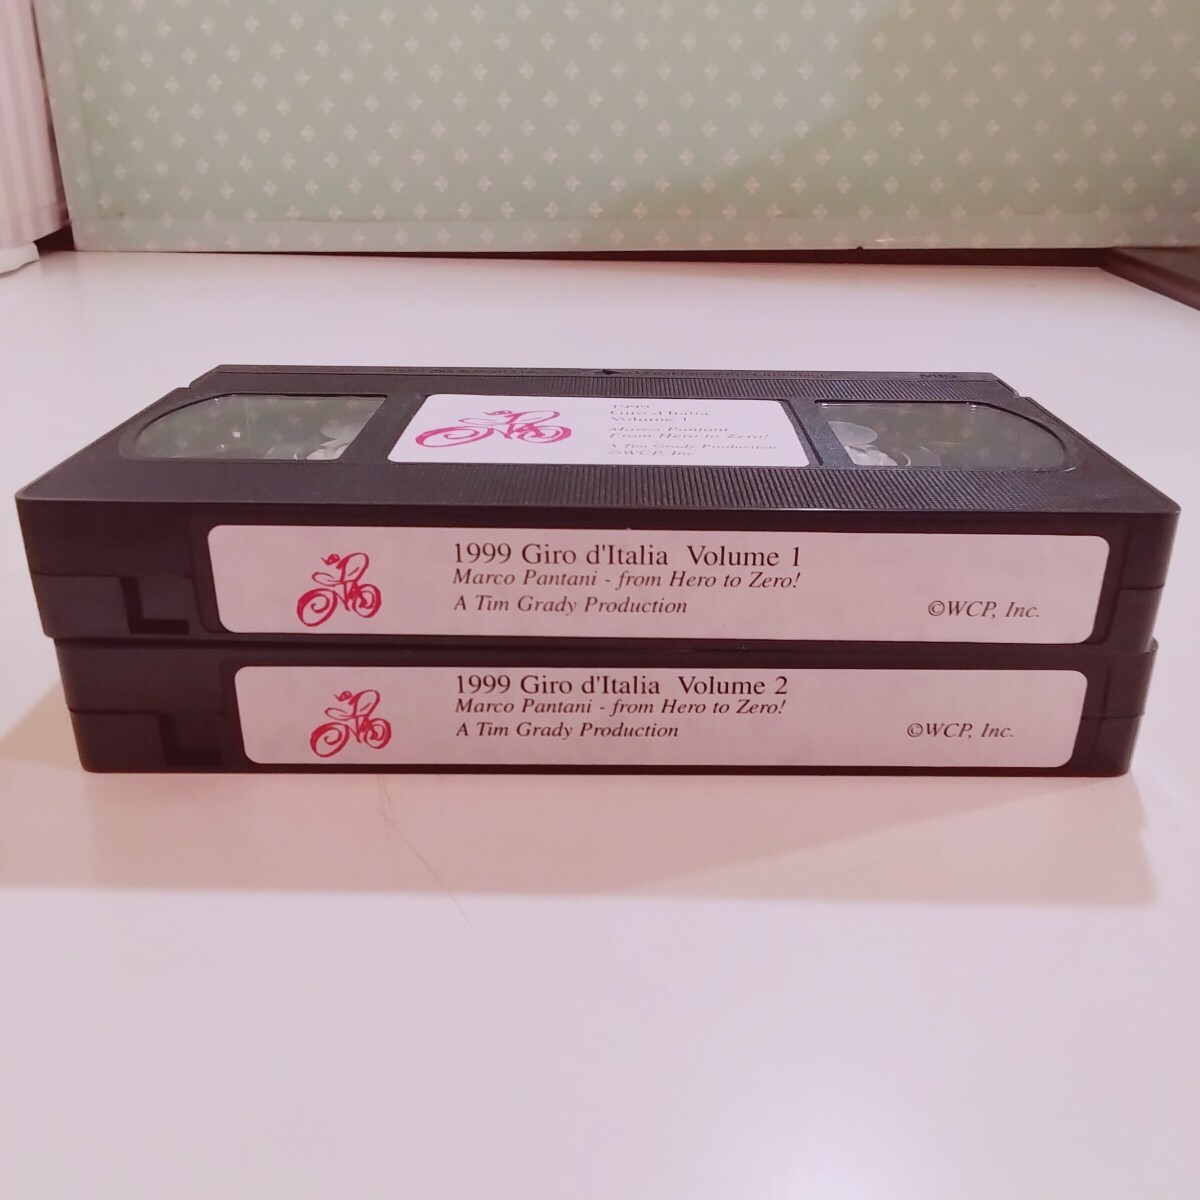 1999
Giro d'Italia
Volume 1
Marco Pantani
From Hero to Zero!
A Tim Grady Production
©WCP, Inc.
1999 Giro d'Italia Volume 1
Marco Pantani - from Hero to Zero!
A Tim Grady Production
©WCP, Inc.
1999 Giro d'Italia Volume 2
Marco Pantani - from Hero to Zero!
A Tim Grady Production
©WCP, Inc.